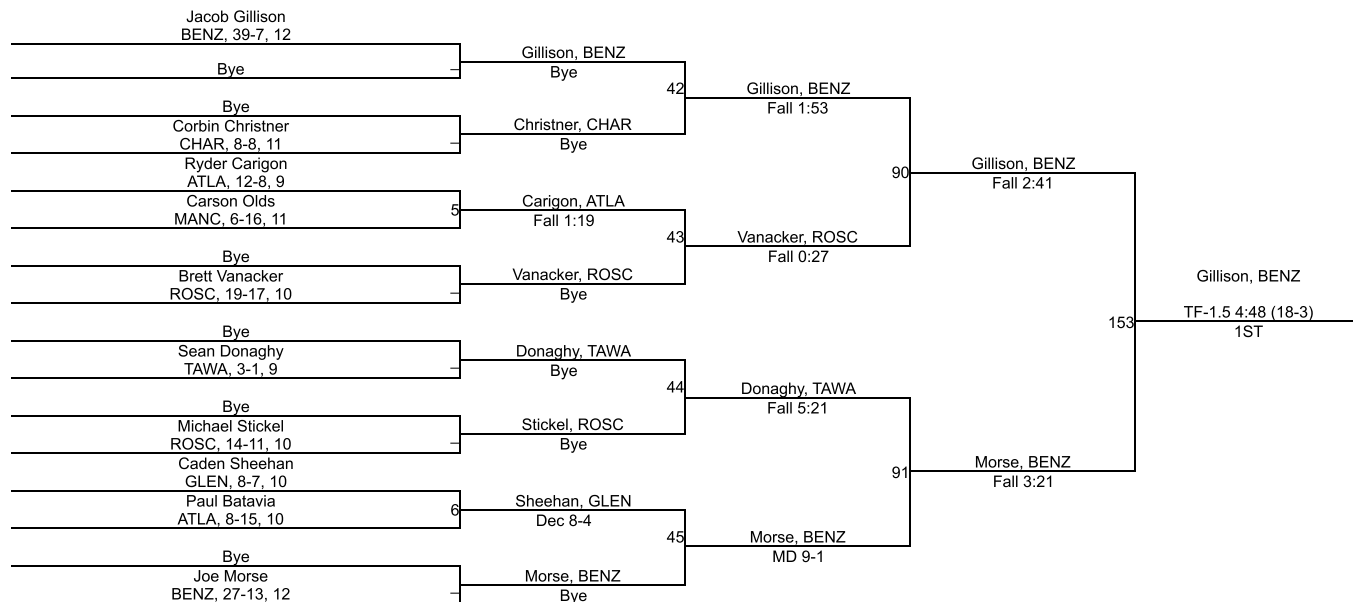 Jacob Gillison
BENZ, 39-7, 12
Bye
Bye
Corbin Christner
CHAR, 8-8, 11
Ryder Carigon
ATLA, 12-8, 9
Carson Olds
MANC, 6-16, 11
5
Bye
Brett Vanacker
ROSC, 19-17, 10
Bye
Sean Donaghy
TAWA, 3-1, 9
Bye
Michael Stickel
ROSC, 14-11, 10
Caden Sheehan
GLEN, 8-7, 10
Paul Batavia
ATLA, 8-15, 10
6
Bye
Joe Morse
BENZ, 27-13, 12
Gillison, BENZ
Bye
42
Christner, CHAR
Bye
Carigon, ATLA
Fall 1:19
43
Vanacker, ROSC
Bye
Donaghy, TAWA
Bye
44
Stickel, ROSC
Bye
Sheehan, GLEN
Dec 8-4
45
Morse, BENZ
Bye
Gillison, BENZ
Fall 1:53
90
Vanacker, ROSC
Fall 0:27
Donaghy, TAWA
Fall 5:21
91
Morse, BENZ
MD 9-1
Gillison, BENZ
Fall 2:41
153
Morse, BENZ
Fall 3:21
Gillison, BENZ
TF-1.5 4:48 (18-3)
1ST